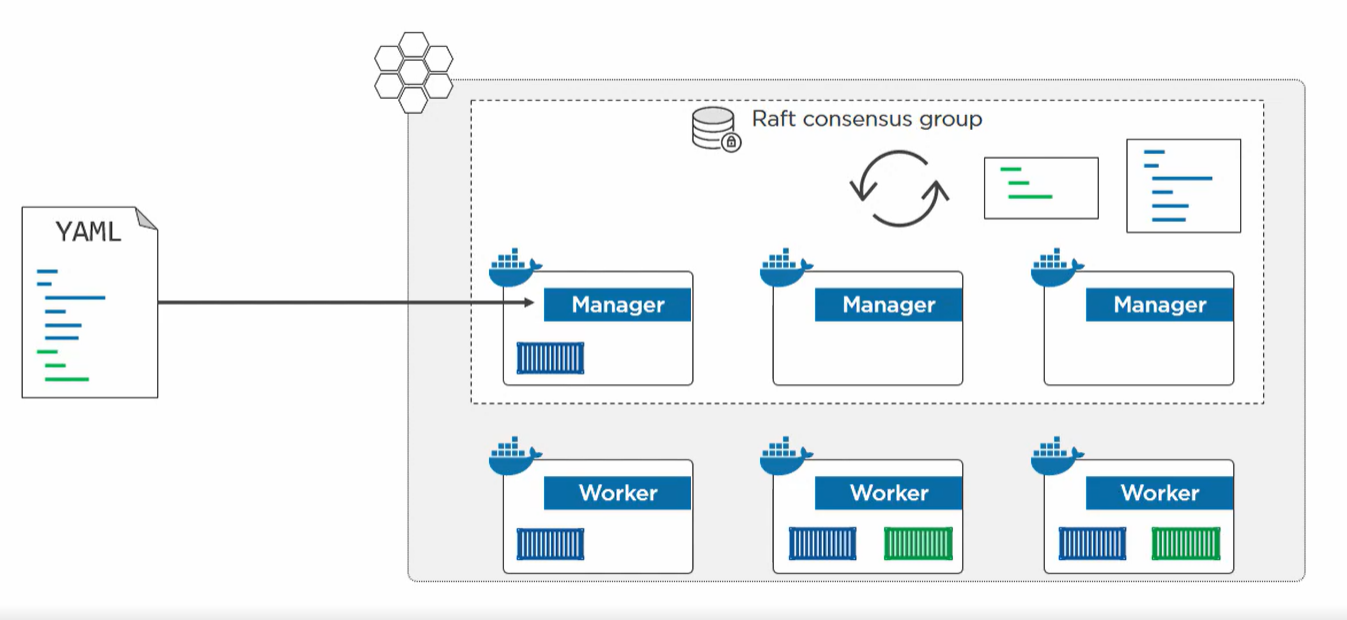 Raft consensus group
YAML
Manager
Manager
Manager
Worker
Worker
Worker